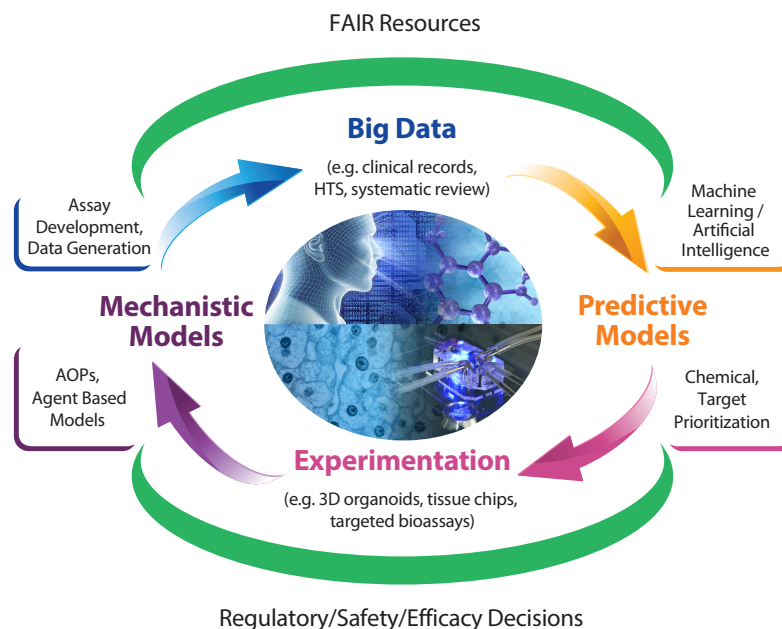 FAIR Resources
Big Data
(e.g. clinical records,
HTS, systematic review)
Assay
Development,
Data Generation
Machine
Learning /
Artificial
Intelligence
Mechanistic
Models
Predictive
Models
AOPs,
Agent Based
Models
Chemical,
Target
Prioritization
Experimentation
(e.g. 3D organoids, tissue chips,
targeted bioassays)
Regulatory/Safety/Efficacy Decisions